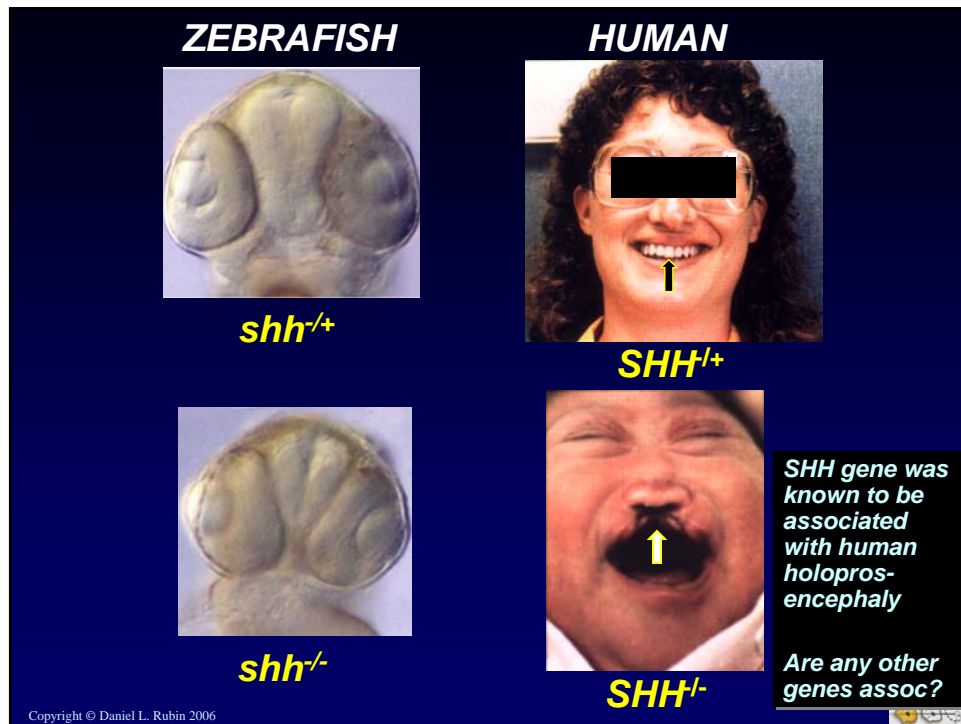 ZEBRAFISH
HUMAN
shh-/+
SHH-/+
shh-/-
SHH-/-
SHH gene was
known to be
associated
with human
holopros-
encephaly
Are any other
genes assoc?
Copyright © Daniel L. Rubin 2006